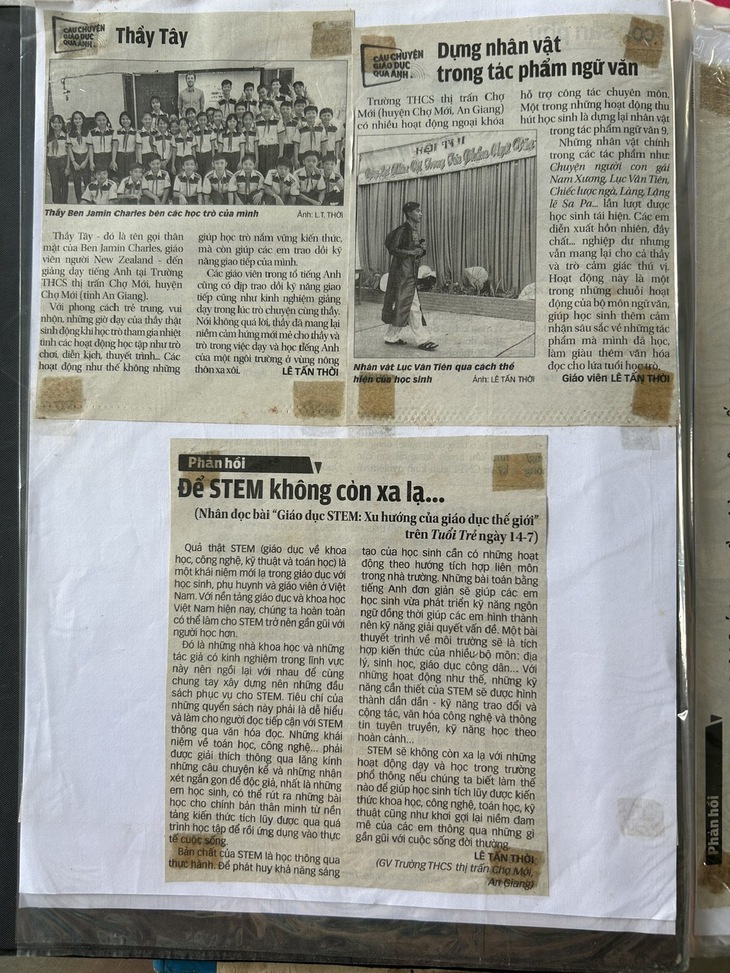 CÂU CHUYỆN
GIÁO DỤC
QUA ẢNH
Thầy Tây
Thầy Ben Jamin Charles bên các học trò của mình
Ảnh: L.T.THỜI
Thầy Tây - đó là tên gọi thân
mật của Ben Jamin Charles, giáo
viên người New Zealand - đến
giảng dạy tiếng Anh tại Trường
THCS thị trấn Chợ Mới, huyện
Chợ Mới (tỉnh An Giang).
Với phong cách trẻ trung, vui
nhộn, những giờ dạy của thầy thật
sinh động khi học trò tham gia nhiệt
tình các hoạt động học tập như trò
chơi, diễn kịch, thuyết trình... Các
hoạt động như thế không những
giúp học trò nắm vững kiến thức,
mà còn giúp các em trao dồi kỹ
năng giao tiếp của mình.
Các giáo viên trong tổ tiếng Anh
cũng có dịp trao dồi kỹ năng giao
tiếp cũng như kinh nghiệm giảng
dạy trong lúc trò chuyện cùng thầy.
Nói không quá lời, thầy đã mang lại
niềm cảm hứng mới mẻ cho thầy và
trò trong việc dạy và học tiếng Anh
của một ngôi trường ở vùng nông
thôn xa xôi.
LÊ TẤN THỜI
CÂU CHUYỆN
GIÁO DỤC
QUA ẢNH
Dựng nhân vật
trong tác phẩm ngữ văn
Trường THCS thị trấn Chợ
Mới (huyện Chợ Mới, An Giang)
có nhiều hoạt động ngoại khóa
HỘI THI
Nhân vật Lục Vân Tiên qua cách thể
hiện của học sinh
Ảnh: LÊ TẤN THỜI
hỗ trợ công tác chuyên môn.
Một trong những hoạt động thu
hút học sinh là dựng lại nhân vật
trong tác phẩm ngữ văn 9.
Những nhân vật chính
trong các tác phẩm như:
Chuyện người con gái
Nam Xương, Lục Vân Tiên,
Chiếc lược ngà, Làng, Lặng
lẽ Sa Pa... lần lượt được
học sinh tái hiện. Các em
diễn xuất hồn nhiên, đầy
chất... nghiệp dư nhưng
vẫn mang lại cho cả thầy
và trò cảm giác thú vị.
Hoạt động này là một
trong những chuỗi hoạt
động của bộ môn ngữ văn,
giúp học sinh thêm cảm
nhận sâu sắc về những tác
phẩm mà mình đã học,
làm giàu thêm văn hóa
đọc cho lứa tuổi học trò.
Giáo viên LÊ TẤN THỜI
Phản hồi
Để STEM không còn xa lạ...
(Nhân đọc bài "Giáo dục STEM: Xu hướng của giáo dục thế giới"
trên Tuổi Trẻ ngày 14-7)
Quả thật STEM (giáo dục về khoa
học, công nghệ, kỹ thuật và toán học) là
một khái niệm mới lạ trong giáo dục với
học sinh, phụ huynh và giáo viên ở Việt
Nam. Với nền tảng giáo dục và khoa học
Việt Nam hiện nay, chúng ta hoàn toàn
có thể làm cho STEM trở nên gần gũi với
người học hơn.
Đó là những nhà khoa học và những
tác giả có kinh nghiệm trong lĩnh vực
này nên ngồi lại với nhau để cùng
chung tay xây dựng nên những đầu
sách phục vụ cho STEM. Tiêu chí của
những quyển sách này phải là dễ hiểu
và làm cho người đọc tiếp cận với STEM
thông qua văn hóa đọc. Những khái
niệm về toán học, công nghệ... phải
được giải thích thông qua lăng kính
những câu chuyện kể và những nhận
xét ngắn gọn để độc giả, nhất là những
em học sinh, có thể rút ra những bài
học cho chính bản thân mình từ nền
tảng kiến thức tích lũy được qua quá
trình học tập để rồi ứng dụng vào thực
tế cuộc sống.
Bản chất của STEM là học thông qua
thực hành. Để phát huy khả năng sáng
tạo của học sinh cần có những hoạt
động theo hướng tích hợp liên môn
trong nhà trường. Những bài toán bằng
tiếng Anh đơn giản sẽ giúp các em
học sinh vừa phát triển kỹ năng ngôn
ngữ đồng thời giúp các em hình thành
nên kỹ năng giải quyết vấn đề. Một bài
thuyết trình về môi trường sẽ là tích
hợp kiến thức của nhiều bộ môn: địa
lý, sinh học, giáo dục công dân... Với
những hoạt động như thế, những kỹ
năng cần thiết của STEM sẽ được hình
thành dần dần - kỹ năng trao đổi và
cộng tác, văn hóa công nghệ và thông
tin tuyên truyền, kỹ năng học theo
hoàn cảnh...
STEM sẽ không còn xa lạ với những
hoạt động dạy và học trong trường
phổ thông nếu chúng ta biết làm thế
nào để giúp học sinh tích lũy được kiến
thức khoa học, công nghệ, toán học, kỹ
thuật cũng như khơi gợi lại niềm đam
mê của các em thông qua những gì
gần gũi với cuộc sống đời thường.
LÊ TẤN THỜI
(GV Trường THCS thị trấn Chợ Mới,
An Giang)
Phản hồi